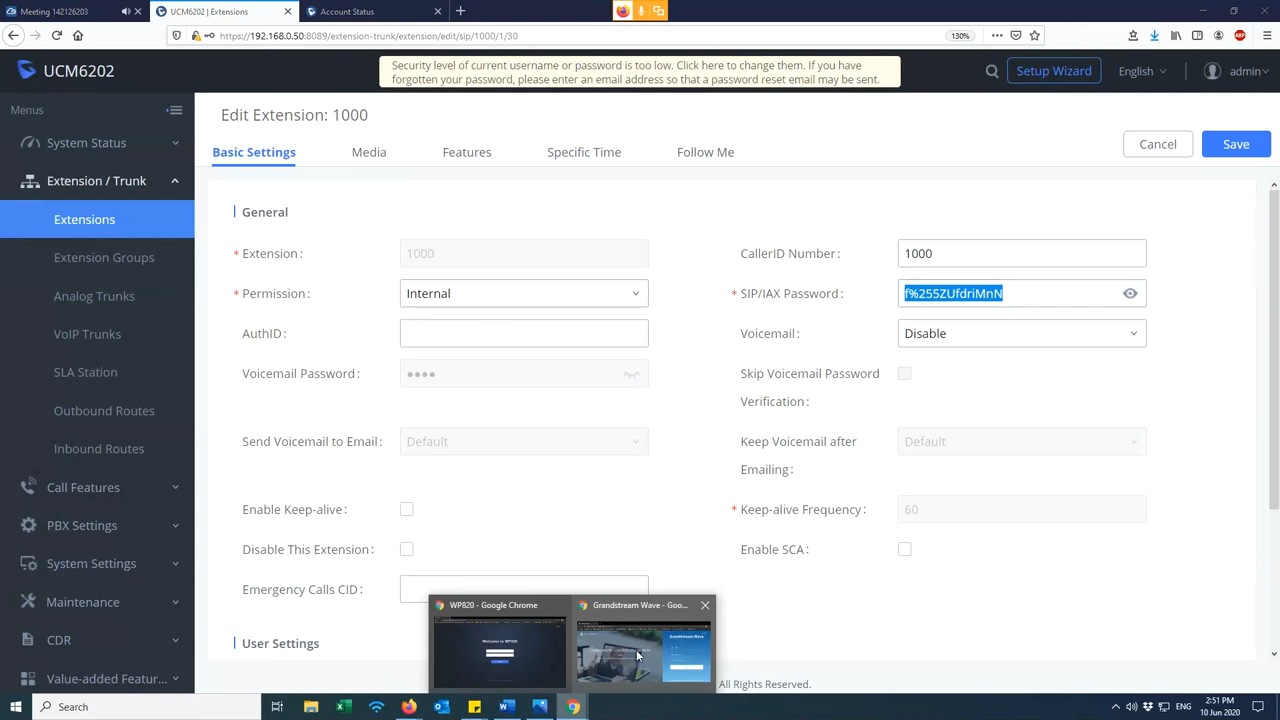 Meeting 142126203
UCM6202 | Extensions
Account Status
https://192.168.0.50:8089/extension-trunk/extension/edit/sip/1000/1/30
130%
ABP
UCM6202
Security level of current username or password is too low. Click here to change them. If you have
forgotten your password, please enter an email address so that a password reset email may be sent.
Setup Wizard
English
admin
Menus
System Status
Extension / Trunk
Extensions
Extension Groups
Analog Trunks
VoIP Trunks
SLA Station
Outbound Routes
Inbound Routes
Call Features
PBX Settings
System Settings
Maintenance
CDR
Value-added Featur...
Edit Extension: 1000
Cancel
Save
Basic Settings
Media
Features
Specific Time
Follow Me
General
* Extension :
1000
CallerID Number :
1000
* Permission :
Internal
* SIP/IAX Password :
f%255ZUfdriMnN
AuthID :
Voicemail :
Disable
Voicemail Password :
Skip Voicemail Password
Verification :
Send Voicemail to Email :
Default
Keep Voicemail after
Emailing :
Default
Enable Keep-alive :
* Keep-alive Frequency :
60
Disable This Extension :
Enable SCA :
Emergency Calls CID :
User Settings
WP820 - Google Chrome
Grandstream Wave - Goo...
Welcome to WP820
Grandstream Wave
All Rights Reserved.
Search
ENG
2:51 PM
10 Jun 2020